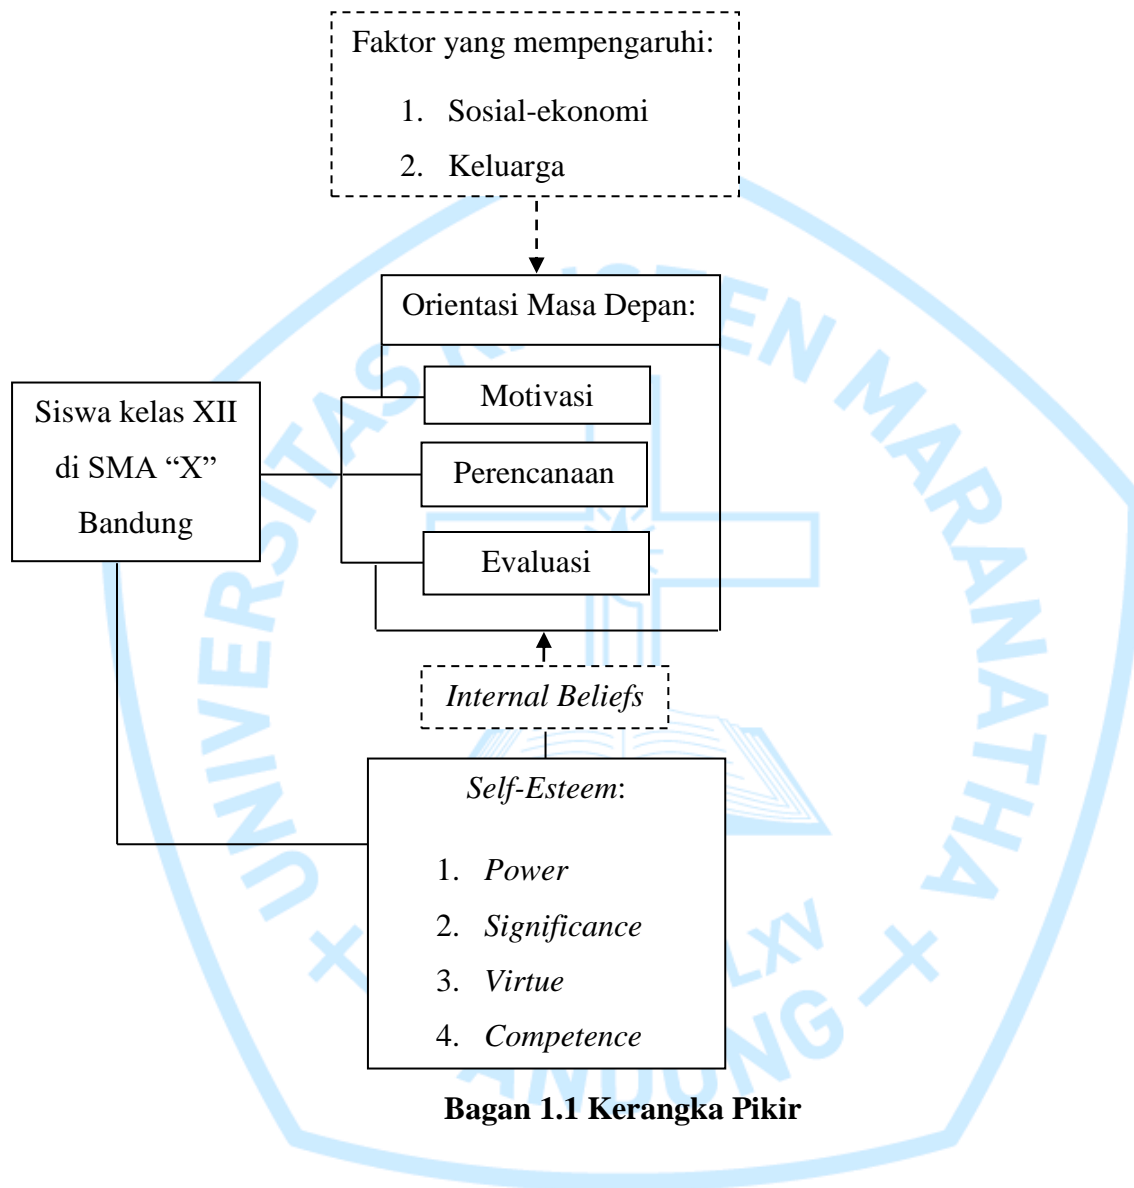 Faktor yang mempengaruhi:
1. Sosial-ekonomi
2. Keluarga
Orientasi Masa Depan:
Motivasi
Siswa kelas XII
di SMA “X”
Bandung
Perencanaan
Evaluasi
Internal Beliefs
Self-Esteem:
1. Power
2. Significance
3. Virtue
4. Competence
Bagan 1.1 Kerangka Pikir